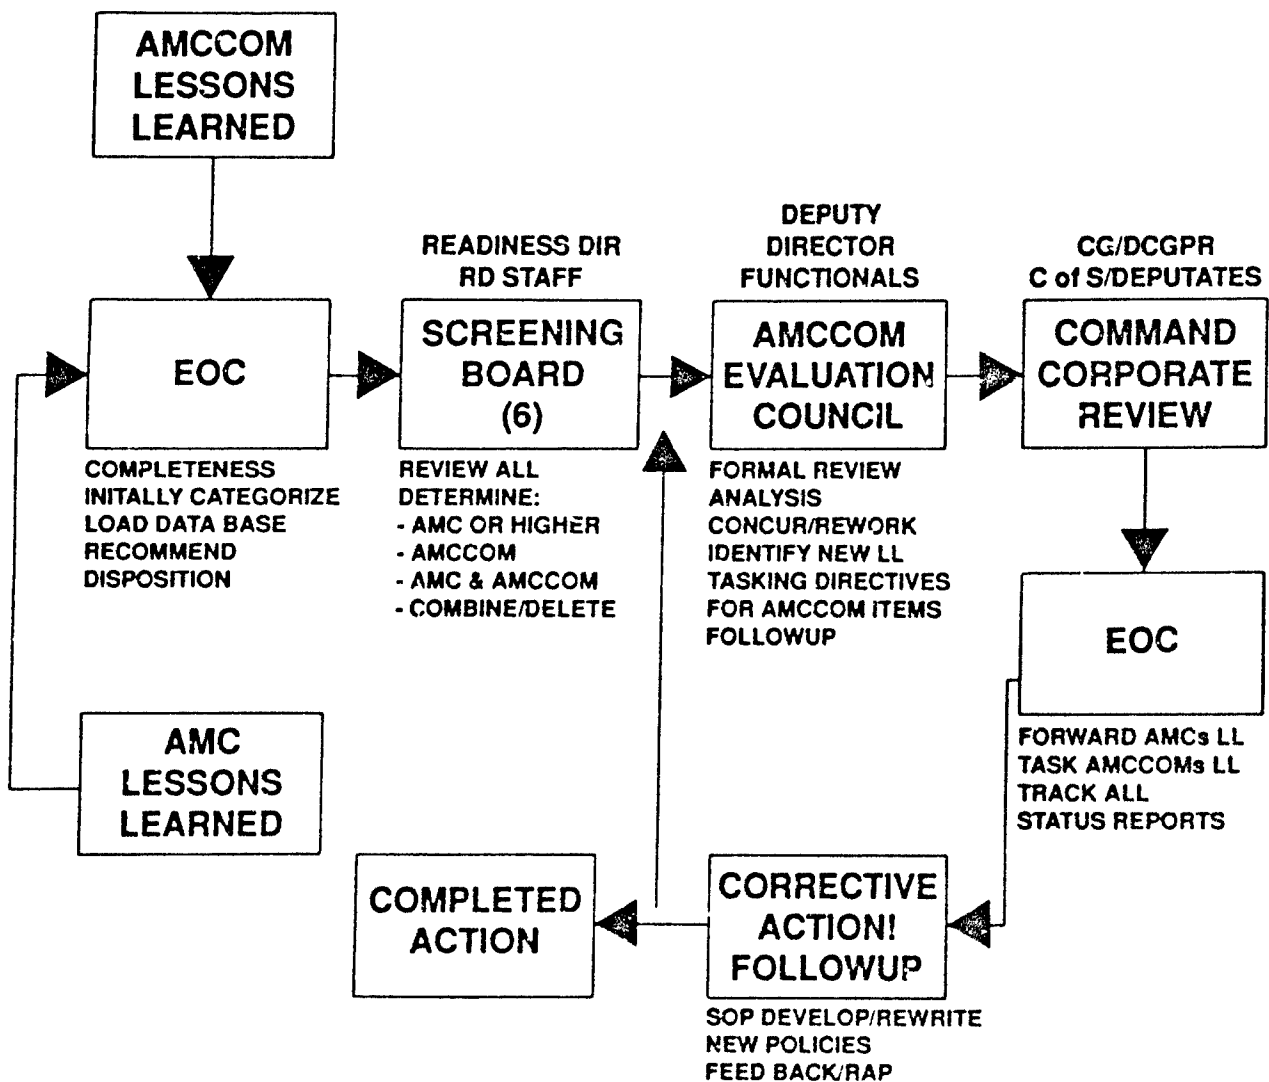 AMCCOM
LESSONS
LEARNED
EOC
COMPLETENESS
INITALLY CATEGORIZE
LOAD DATA BASE
RECOMMEND
DISPOSITION
AMC
LESSONS
LEARNED
READINESS DIR
RD STAFF
SCREENING
BOARD
(6)
REVIEW ALL
DETERMINE:
- AMC OR HIGHER
- AMCCOM
- AMC & AMCCOM
- COMBINE/DELETE
DEPUTY
DIRECTOR
FUNCTIONALS
AMCCOM
EVALUATION
COUNCIL
FORMAL REVIEW
ANALYSIS
CONCUR/REWORK
IDENTIFY NEW LL
TASKING DIRECTIVES
FOR AMCCOM ITEMS
FOLLOWUP
CG/DCGPR
C of S/DEPUTATES
COMMAND
CORPORATE
REVIEW
EOC
FORWARD AMCs LL
TASK AMCCOMs LL
TRACK ALL
STATUS REPORTS
CORRECTIVE
ACTION!
FOLLOWUP
SOP DEVELOP/REWRITE
NEW POLICIES
FEED BACK/RAP
COMPLETED
ACTION